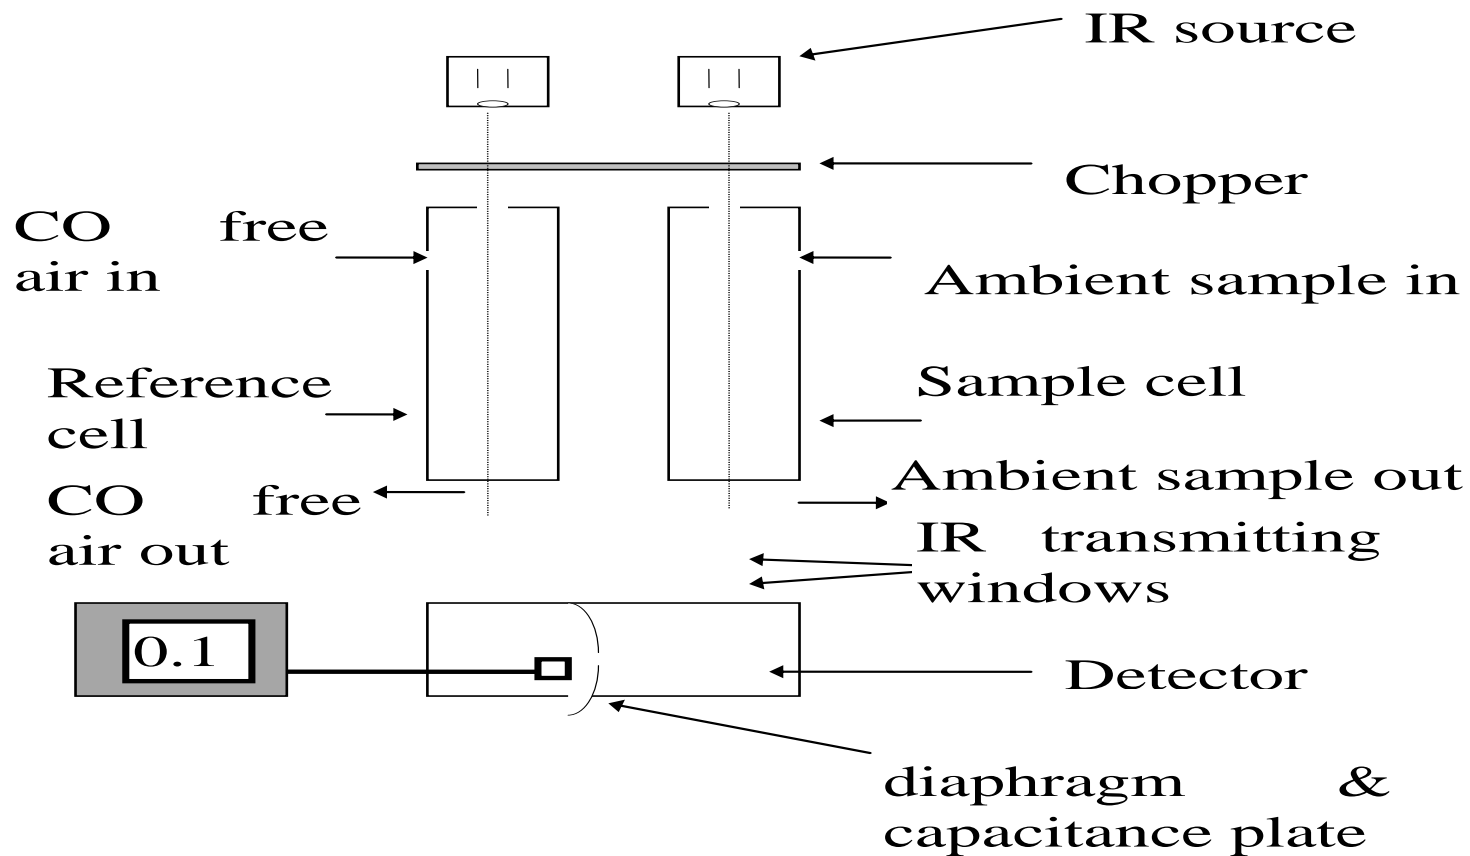 IR source
Chopper
CO free
air in
Ambient sample in
Reference
cell
Sample cell
CO free
air out
Ambient sample out
IR transmitting
windows
0.1
Detector
diaphragm &
capacitance plate